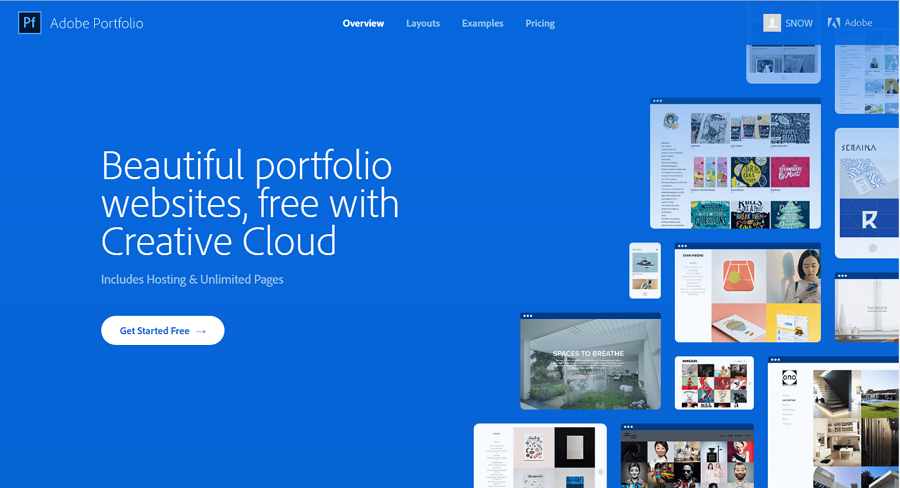 Pf Adobe Portfolio
Overview Layouts Examples Pricing
SNOW Adobe
Beautiful portfolio
websites, free with
Creative Cloud
Includes Hosting & Unlimited Pages
Get Started Free →
SERAINA
R
SPACES TO BREATHE
ono